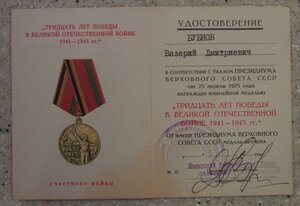 "ТРИДЦАТЬ ЛЕТ ПОБЕДЫ
В ВЕЛИКОЙ ОТЕЧЕСТВЕННОЙ ВОЙНЕ
1941—1945 гг."
УЧАСТНИКУ ВОЙНЫ
УДОСТОВЕРЕНИЕ
БУБНОВ
Валерий Дмитриевич
В СООТВЕТСТВИИ С УКАЗОМ ПРЕЗИДИУМА
ВЕРХОВНОГО СОВЕТА СССР
от 25 апреля 1975 года
НАГРАЖДЕН ЮБИЛЕЙНОЙ МЕДАЛЬЮ
"ТРИДЦАТЬ ЛЕТ ПОБЕДЫ
В ВЕЛИКОЙ ОТЕЧЕСТВЕННОЙ
ВОЙНЕ 1941—1945 гг."
ОТ ИМЕНИ ПРЕЗИДИУМА ВЕРХОВНОГО
СОВЕТА СССР МЕДАЛЬ ВРУЧЕНА
М. П.